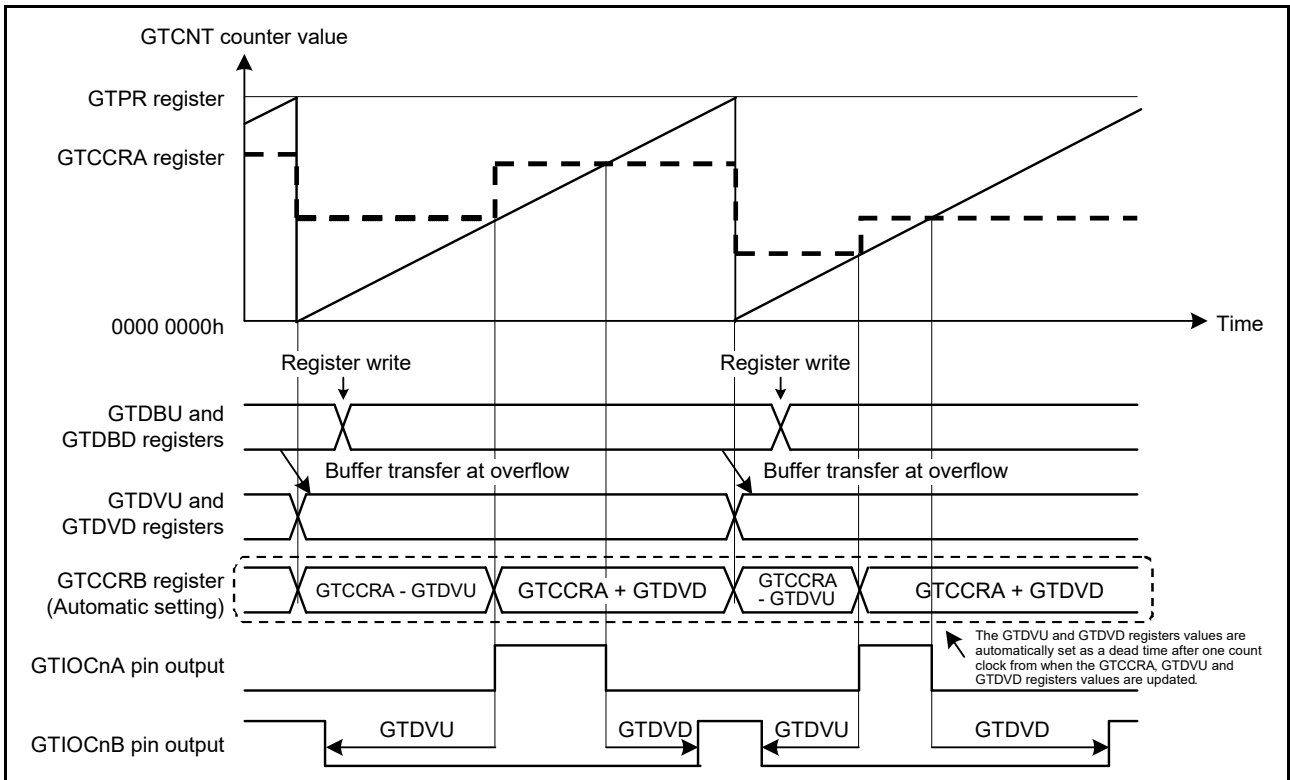 GTCNT counter value
GTPR register
GTCCRA register
0000 0000h
Time
Register write
Register write
GTDBU and
GTDBD registers
Buffer transfer at overflow
Buffer transfer at overflow
GTDVU and
GTDVD registers
GTCCRB register
(Automatic setting)
GTCCRA - GTDVU
GTCCRA + GTDVD
GTCCRA
- GTDVU
GTCCRA + GTDVD
The GTDVU and GTDVD registers values are
automatically set as a dead time after one count
clock from when the GTCCRA, GTDVU and
GTDVD registers values are updated.
GTIOCnA pin output
GTIOCnB pin output
GTDVU
GTDVD
GTDVU
GTDVD